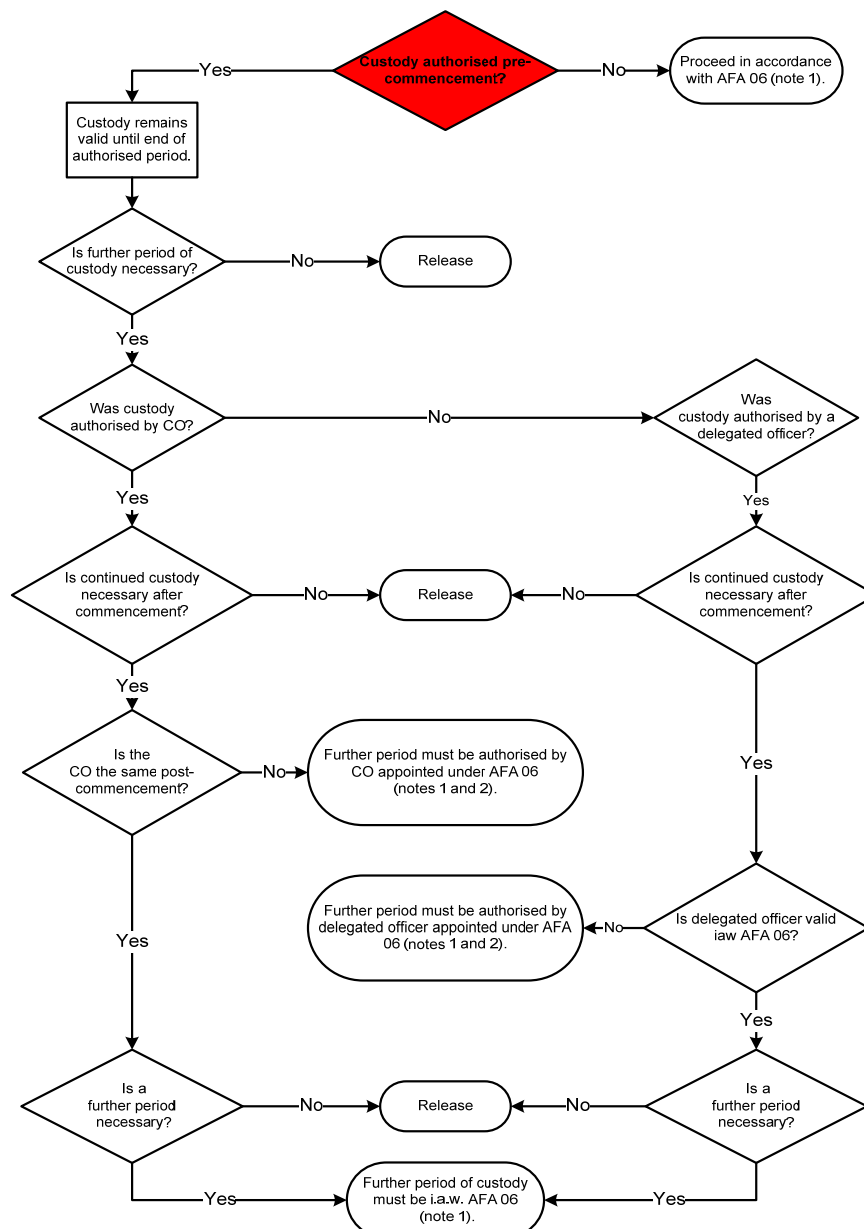 Custody authorised pre-
commencement?
Yes
No
Proceed in accordance
with AFA 06 (note 1).
Custody remains
valid until end of
authorised period.
Is further period of
custody necessary?
No
Release
Yes
Was custody
authorised by CO?
No
Was
custody authorised by a
delegated officer?
Yes
Yes
Is continued custody
necessary after
commencement?
No
Release
No
Is continued custody
necessary after
commencement?
Yes
Is the
CO the same post-
commencement?
No
Further period must be authorised by
CO appointed under AFA 06
(notes 1 and 2).
Yes
Yes
Further period must be authorised by
delegated officer appointed under AFA
06 (notes 1 and 2).
No
Is delegated officer valid
iaw AFA 06?
Yes
Is a
further period
necessary?
No
Release
No
Is a
further period
necessary?
Yes
Further period of custody
must be i.a.w. AFA 06
(note 1).
Yes